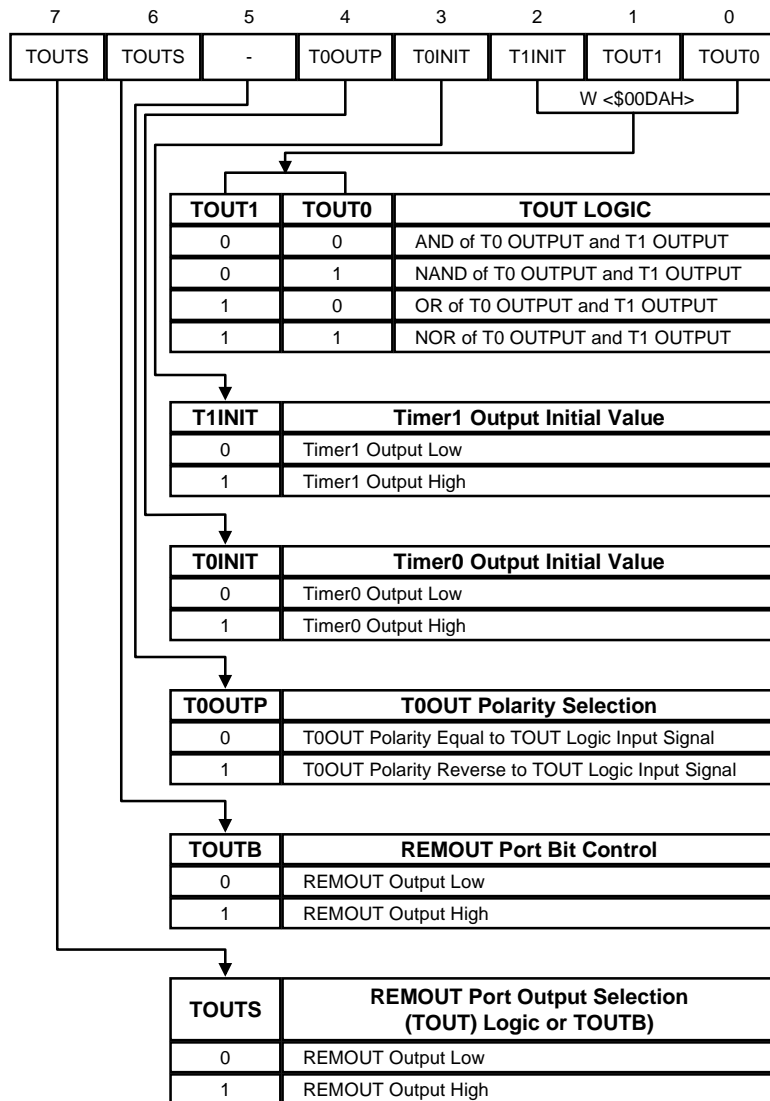 7 6 5 4 3 2 1 0
TOUTS TOUTS - T0OUTP T0INIT T1INIT TOUT1 TOUT0
W <$00DAH>
TOUT1 TOUT0 TOUT LOGIC
0 0 AND of T0 OUTPUT and T1 OUTPUT
0 1 NAND of T0 OUTPUT and T1 OUTPUT
1 0 OR of T0 OUTPUT and T1 OUTPUT
1 1 NOR of T0 OUTPUT and T1 OUTPUT
T1INIT Timer1 Output Initial Value
0 Timer1 Output Low
1 Timer1 Output High
T0INIT Timer0 Output Initial Value
0 Timer0 Output Low
1 Timer0 Output High
T0OUTP T0OUT Polarity Selection
0 T0OUT Polarity Equal to TOUT Logic Input Signal
1 T0OUT Polarity Reverse to TOUT Logic Input Signal
TOUTB REMOUT Port Bit Control
0 REMOUT Output Low
1 REMOUT Output High
TOUTS REMOUT Port Output Selection
(TOUT) Logic or TOUTB)
0 REMOUT Output Low
1 REMOUT Output High